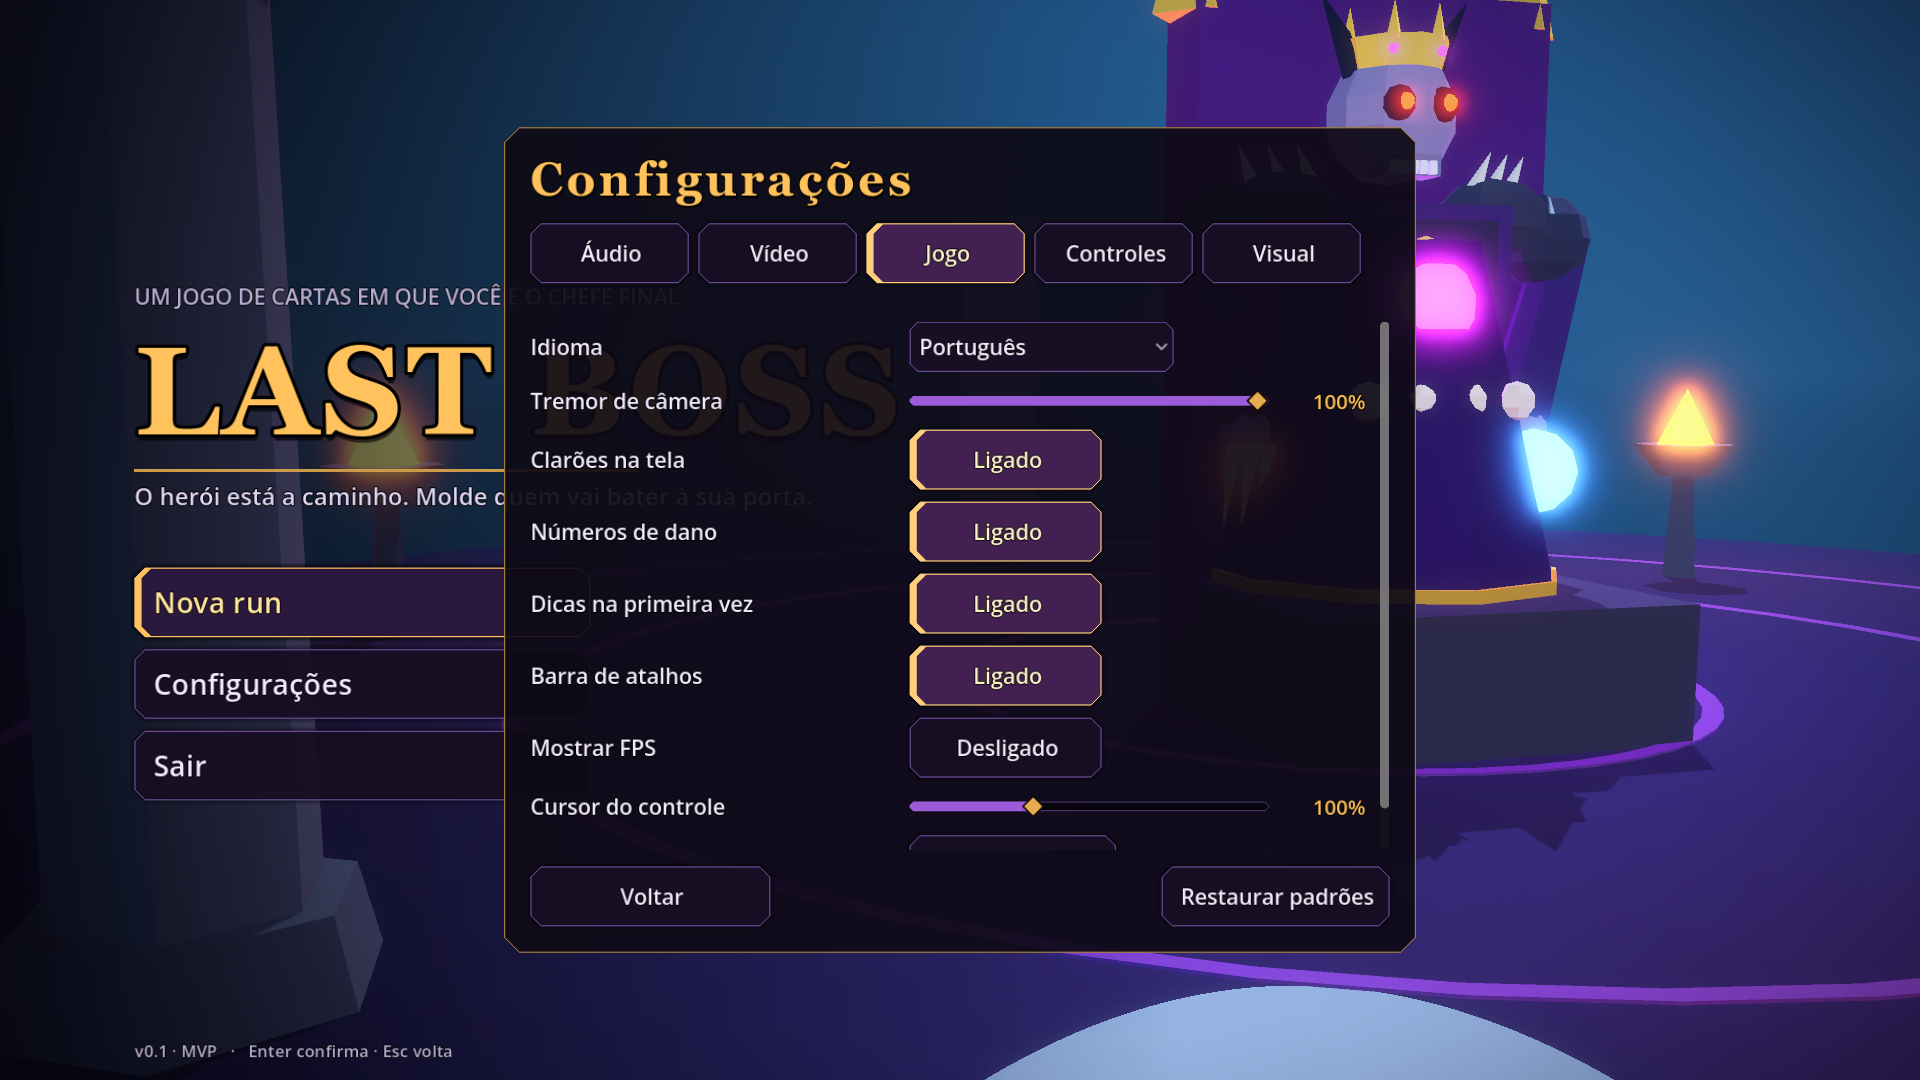 Configurações
Áudio
Vídeo
Jogo
Controles
Visual
UM JOGO DE CARTAS EM QUE VOCÊ É O CHEFE FINAL
LAST BOSS
O herói está a caminho. Molde quem vai bater à sua porta.
Nova run
Configurações
Sair
Idioma
Português
Tremor de câmera
100%
Clarões na tela
Ligado
Números de dano
Ligado
Dicas na primeira vez
Ligado
Barra de atalhos
Ligado
Mostrar FPS
Desligado
Cursor do controle
100%
Voltar
Restaurar padrões
v0.1 · MVP · Enter confirma · Esc volta